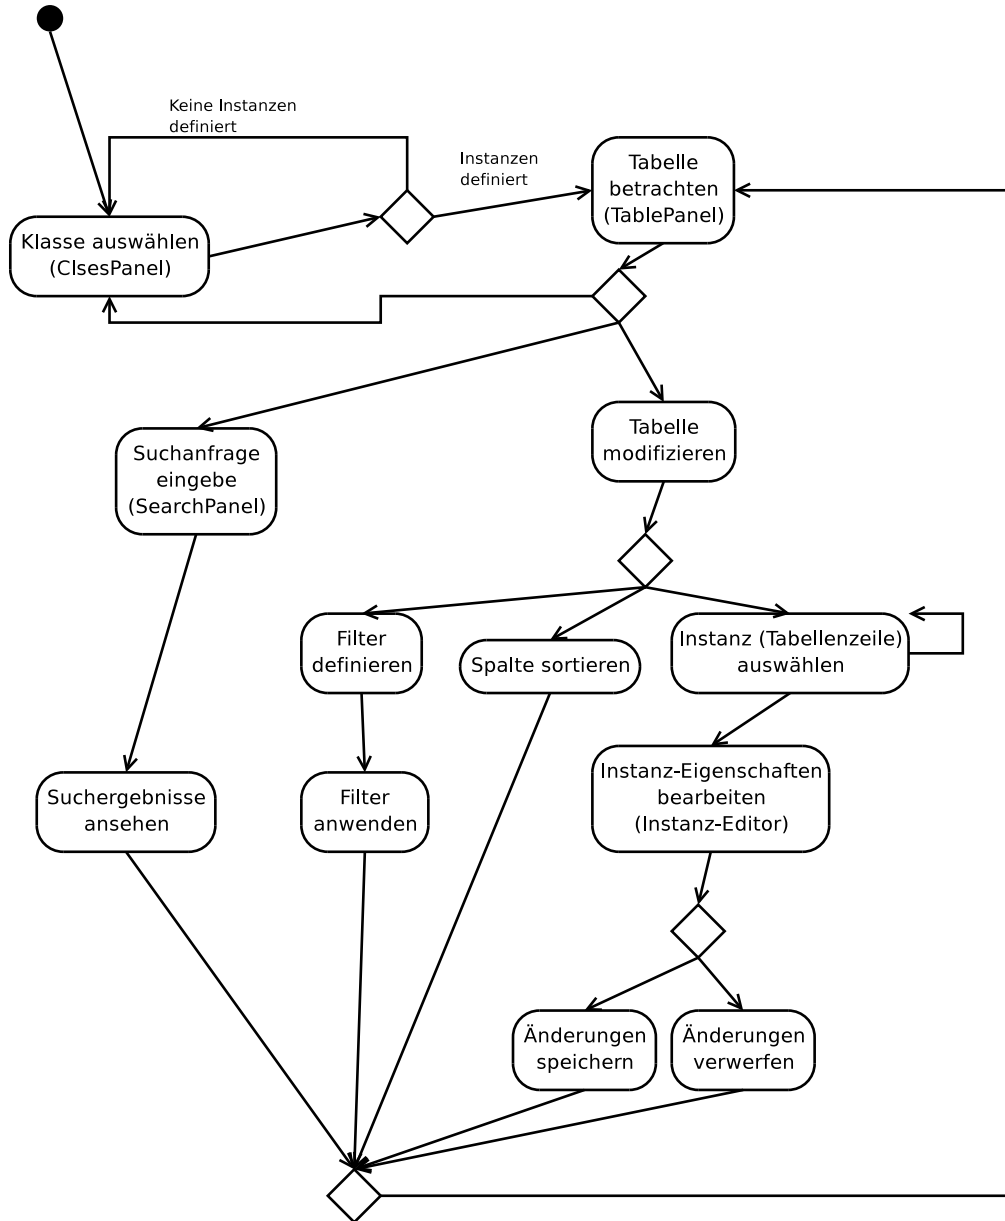 Keine Instanzen
definiert
Instanzen
definiert
Tabelle
betrachten
(TablePanel)
Klasse auswählen
(ClsesPanel)
Suchanfrage
eingebe
(SearchPanel)
Tabelle
modifizieren
Filter
definieren
Spalte sortieren
Instanz (Tabellenzeile)
auswählen
Suchergebnisse
ansehen
Filter
anwenden
Instanz-Eigenschaften
bearbeiten
(Instanz-Editor)
Änderungen
speichern
Änderungen
verwerfen